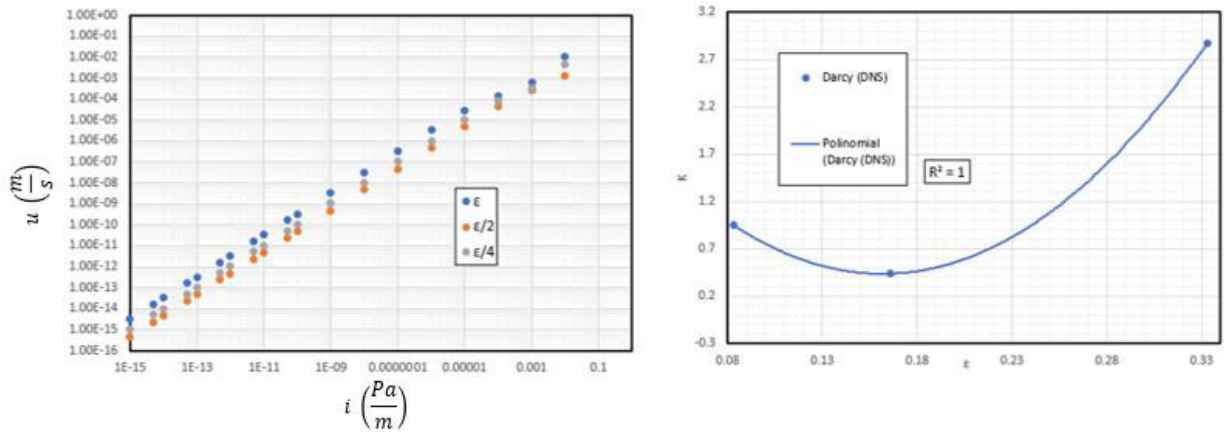 1.00E+00
1.00E-01
1.00E-02
1.00E-03
1.00E-04
1.00E-05
1.00E-06
1.00E-07
1.00E-08
1.00E-09
1.00E-10
1.00E-11
1.00E-12
1.00E-13
1.00E-14
1.00E-15
1.00E-16
u (m/s)
ε
ε/2
ε/4
1E-15 1E-13 1E-11 1E-09 0.0000001 0.00001 0.001 0.1
i (Pa/m)
3.2
2.7
2.2
1.7
1.2
0.7
0.2
-0.3
K
Darcy (DNS)
Polinomial
(Darcy (DNS))
R² = 1
0.08 0.13 0.18 0.23 0.28 0.33
ε